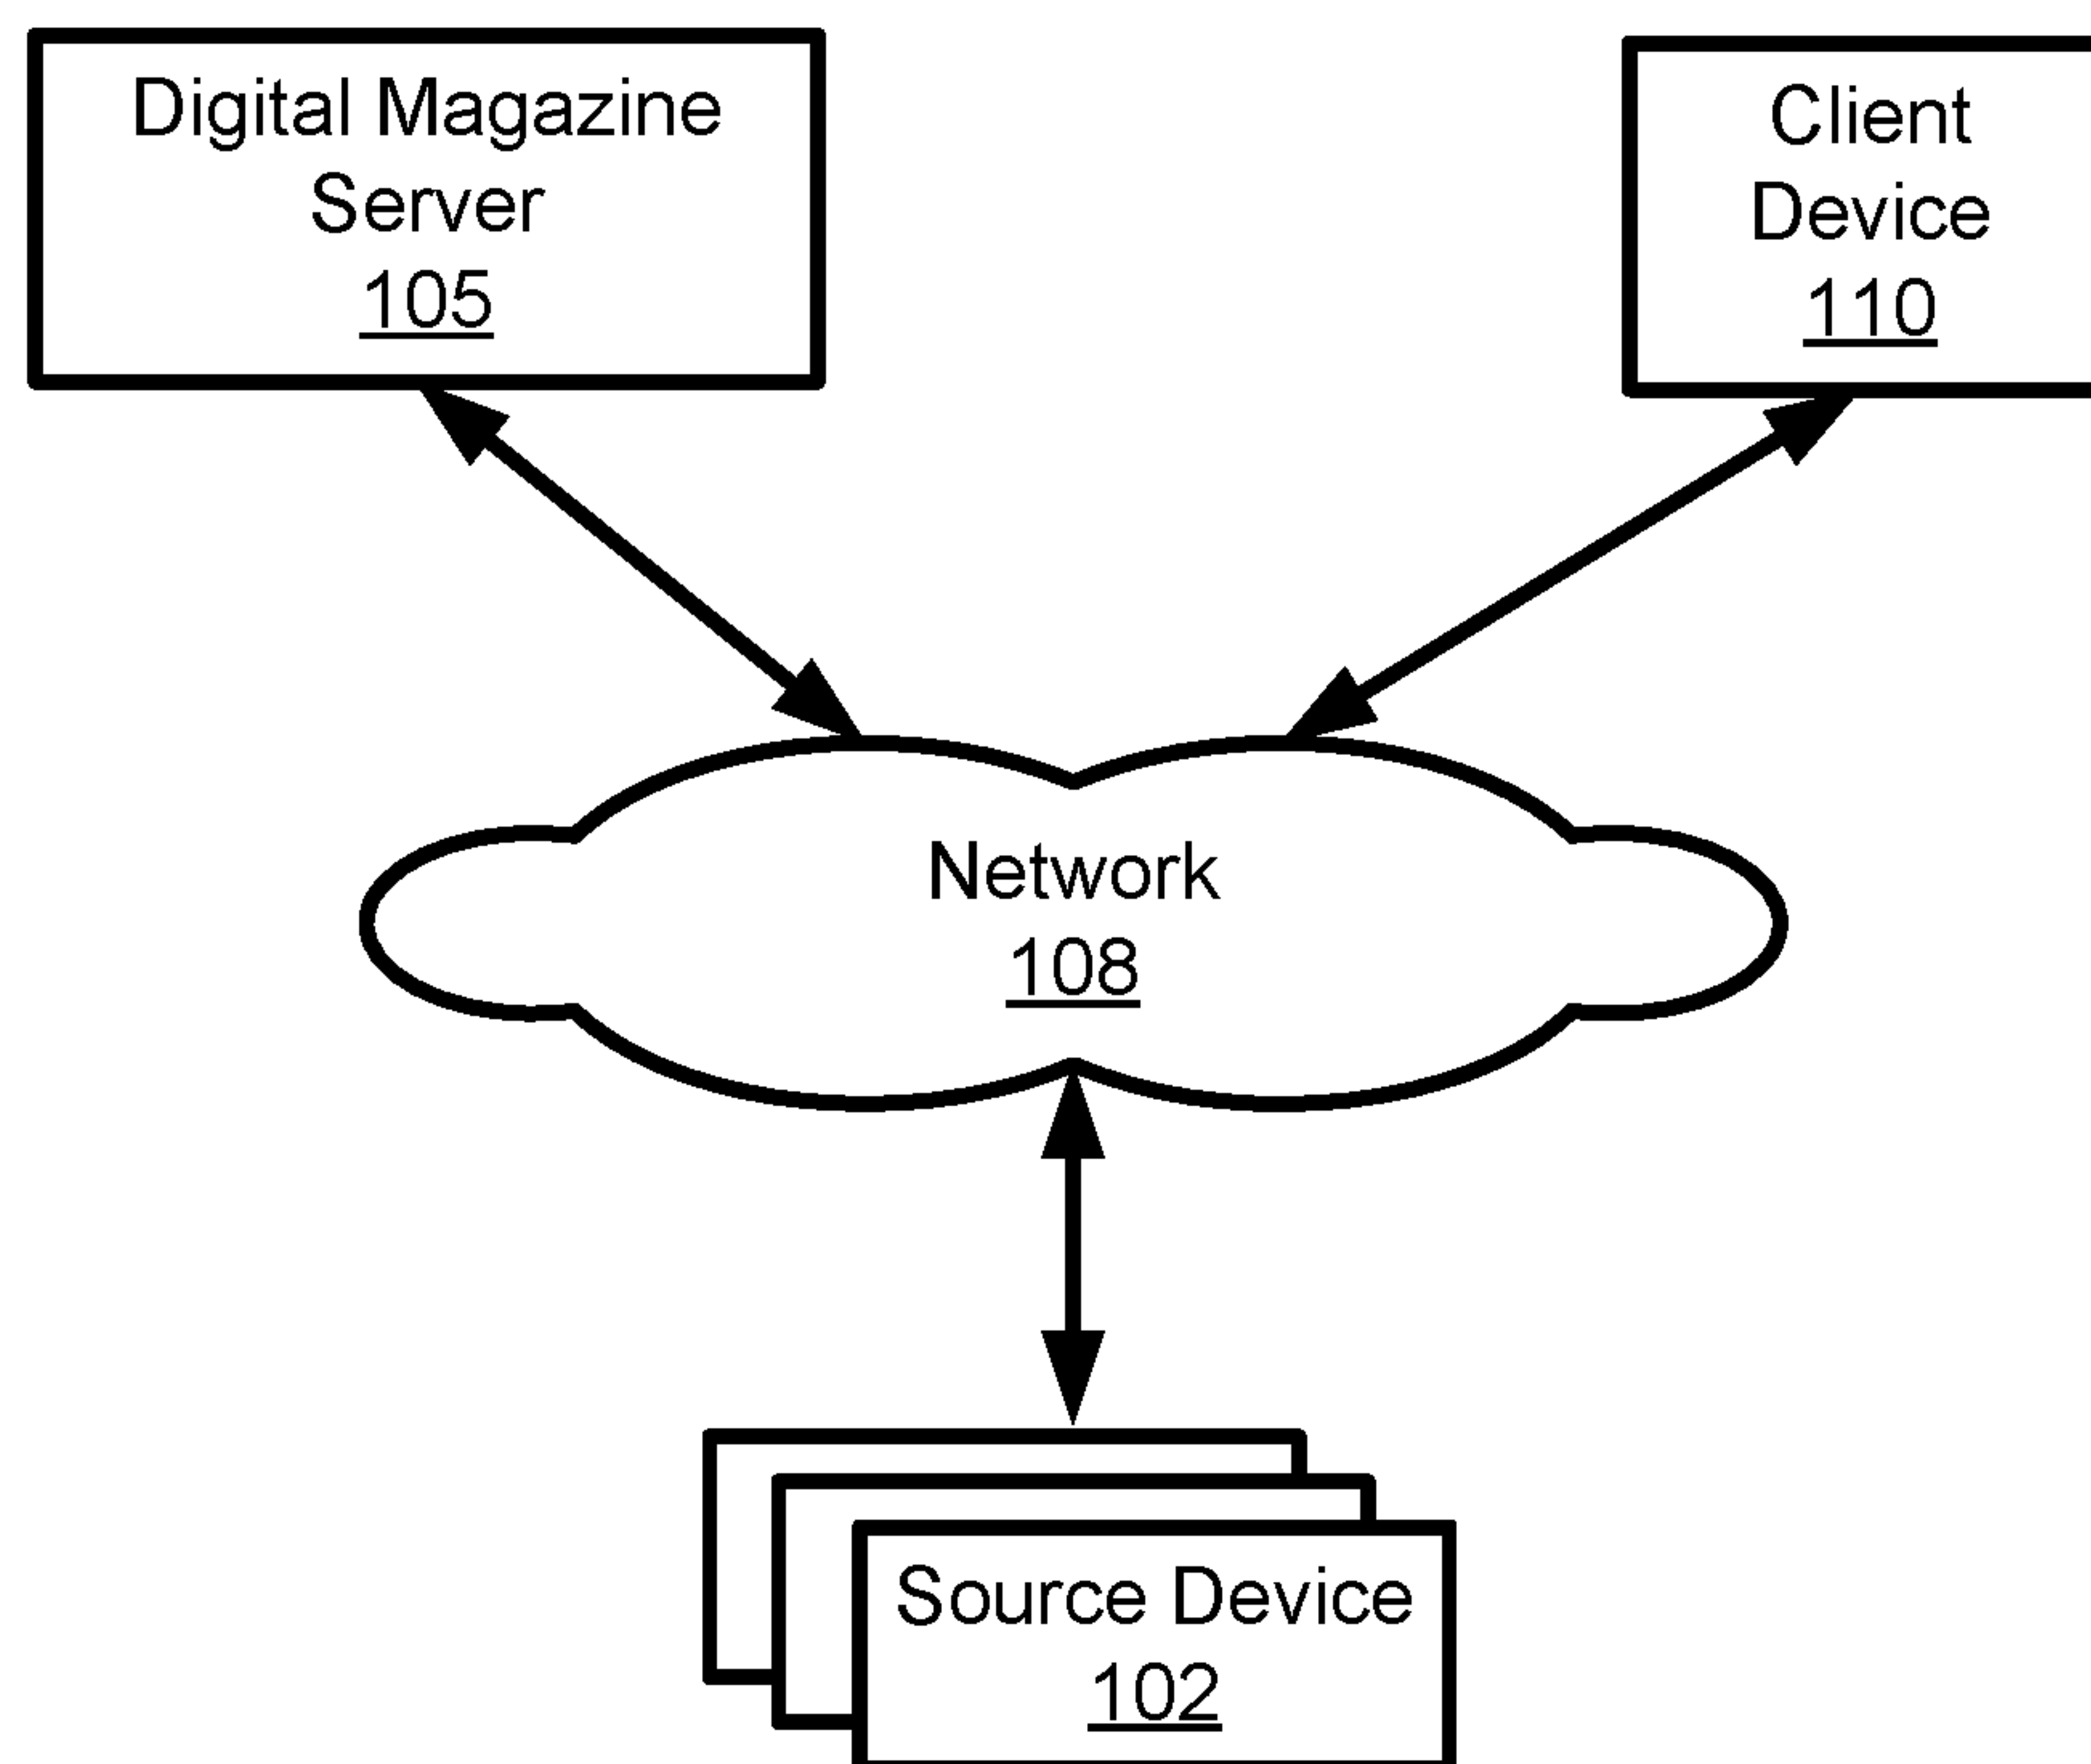 Digital Magazine
Server
105
Client
Device
110
Network
108
Source Device
102